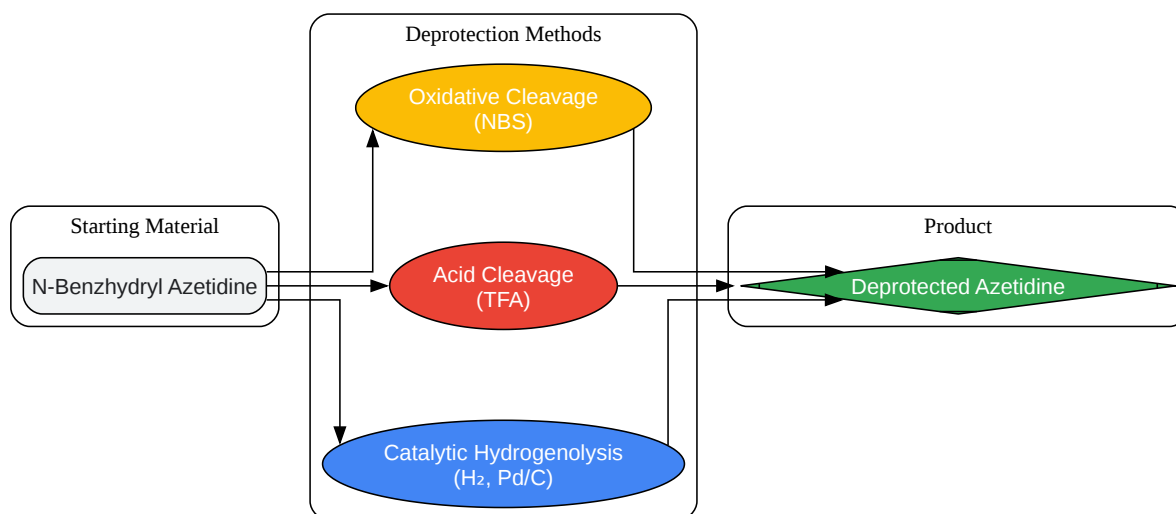 Deprotection Methods
Oxidative Cleavage
(NBS)
Starting Material
N-Benzhydryl Azetidine
Acid Cleavage
(TFA)
Product
Deprotected Azetidine
Catalytic Hydrogenolysis
(H₂, Pd/C)